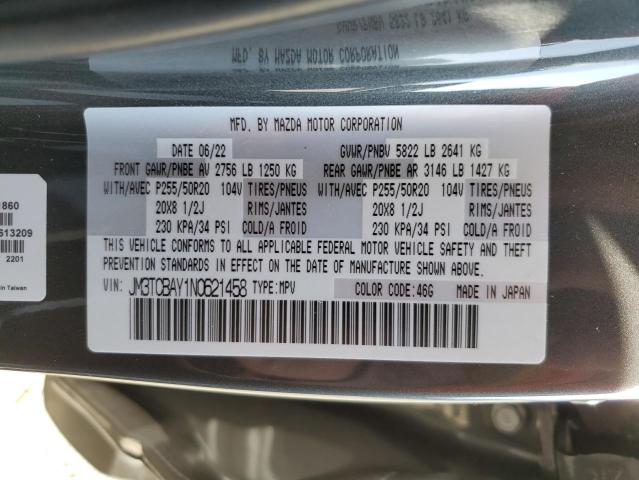 MFD. BY MAZDA MOTOR CORPORATION
DATE 06/22 GVWR/PNBV 5822 LB 2641 KG
FRONT GAWR/PNBE AV 2756 LB 1250 KG REAR GAWR/PNBE AR 3146 LB 1427 KG
WITH/AVEC P255/50R20 104V TIRES/PNEUS WITH/AVEC P255/50R20 104V TIRES/PNEUS
20X8 1/2J RIMS/JANTES 20X8 1/2J RIMS/JANTES
230 KPA/34 PSI COLD/A FROID 230 KPA/34 PSI COLD/A FROID
THIS VEHICLE CONFORMS TO ALL APPLICABLE FEDERAL MOTOR VEHICLE SAFETY AND THEFT
PREVENTION STANDARDS IN EFFECT ON THE DATE OF MANUFACTURE SHOWN ABOVE.
VIN: JM3TCBAY1N0621458 TYPE:MPV COLOR CODE:46G MADE IN JAPAN
1860
613209
2201
in Taiwan